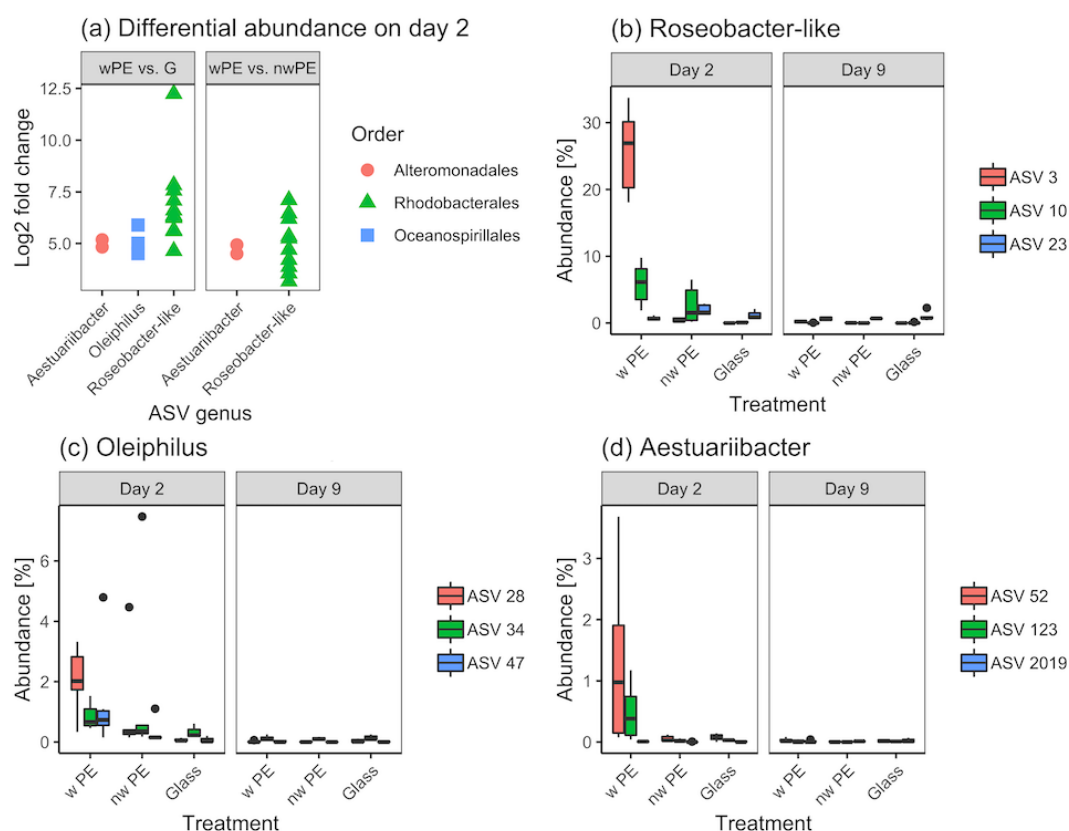 (a) Differential abundance on day 2
wPE vs. G
wPE vs. nwPE
Log2 fold change
12.5
10.0
7.5
5.0
Aestuariibacter
Oleiphilus
Roseobacter-like
Aestuariibacter
Roseobacter-like
ASV genus
Order
Alteromonadales
Rhodobacterales
Oceanospirillales
(b) Roseobacter-like
Day 2
Day 9
Abundance [%]
30
20
10
0
w PE
nw PE
Glass
w PE
nw PE
Glass
Treatment
ASV 3
ASV 10
ASV 23
(c) Oleiphilus
Day 2
Day 9
Abundance [%]
6
4
2
0
w PE
nw PE
Glass
w PE
nw PE
Glass
Treatment
ASV 28
ASV 34
ASV 47
(d) Aestuariibacter
Day 2
Day 9
Abundance [%]
3
2
1
0
w PE
nw PE
Glass
w PE
nw PE
Glass
Treatment
ASV 52
ASV 123
ASV 2019